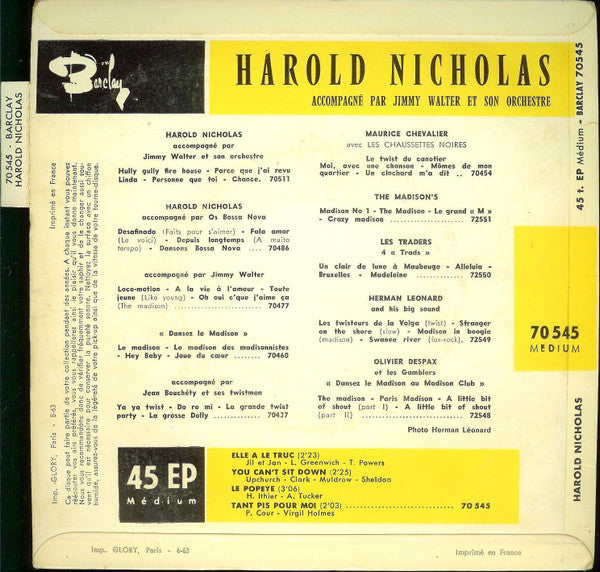 Barclay
HAROLD NICHOLAS
ACCOMPAGNÉ PAR JIMMY WALTER ET SON ORCHESTRE
70 545 - BARCLAY
HAROLD NICHOLAS
Imprimé en France
Imp. GLORY, Paris - 6-63
HAROLD NICHOLAS
accompagné par
Jimmy Walter et son orchestre
Hully gully fire house - Parce que j'ai revu
Linda - Personne que toi - Chance. 70511
HAROLD NICHOLAS
accompagné par Os Bossa Nova
Desafinado (Faits pour s'aimer) - Fala amor
(Le voici) - Depuis longtemps (A muito
tempo) - Dansons Bossa Nova .... 70486
accompagné par Jimmy Walter
Loco-motion - A la vie à l'amour - Toute
jeune (Like young) - Oh oui c'que j'aime ça
(The madison) 70477
« Dansez le Madison »
Le madison - Le madison des madisonnistes
- Hey Baby - Joue du cœur 70460
accompagné par
Jean Bouchéty et ses twistmen
Ya ya twist - Do re mi - La grande twist
party - La grosse Dolly 70437
MAURICE CHEVALIER
avec LES CHAUSSETTES NOIRES
Le twist du canotier
Moi, avec une chanson - Mômes de mon
quartier - Un clochard m'a dit .. 70454
THE MADISON'S
Madison No 1 - The Madison - Le grand « M »
- Crazy madison 72551
LES TRADERS
4 « Trads »
Un clair de lune à Maubeuge - Alleluia -
Bruxelles - Madeleine 72550
HERMAN LEONARD
and his big sound
Les twisteurs de la Volga (twist) - Stranger
on the shore (slow) - Madison in boogie
(madison) - Swanee river (fox-rock). 72549
OLIVIER DESPAX
et les Gamblers
« Dansez le Madison au Madison Club »
The madison - Paris Madison - A little bit
of shout (part I) - A little bit of shout
(part II) 72548
Photo Herman Léonard
45 EP
Médium
ELLE A LE TRUC (2'23)
Jil et Jan - L. Greenwich - T. Powers
YOU CAN'T SIT DOWN (2'25)
Upchurch - Clark - Muldrow - Sheldon
LE POPEYE (3'06)
H. Ithier - A. Tucker
TANT PIS POUR MOI (2'03) 70 545
P. Cour - Virgil Holmes
45 t. EP Médium - BARCLAY 70545
70 545
MEDIUM
HAROLD NICHOLAS
Imp. GLORY, Paris - 6-63
Imprimé en France